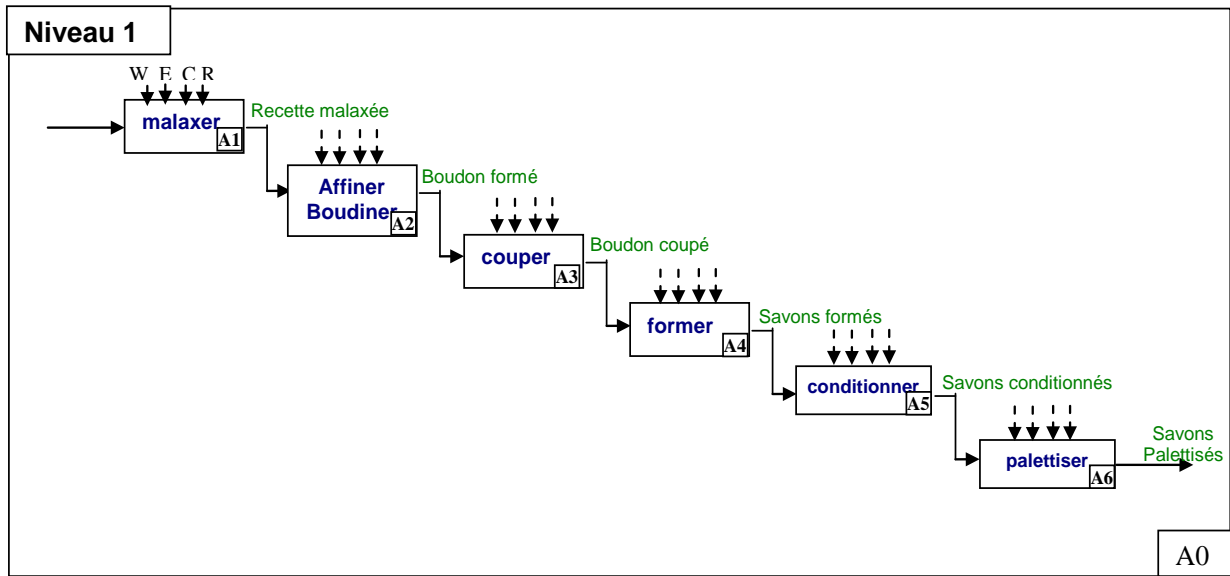 Niveau 1
W E C R
malaxer
A1
Recette malaxée
Affiner
Boudiner
A2
Boudon formé
couper
A3
Boudon coupé
former
A4
Savons formés
conditionner
A5
Savons conditionnés
palettiser
A6
Savons
Palettisés
A0